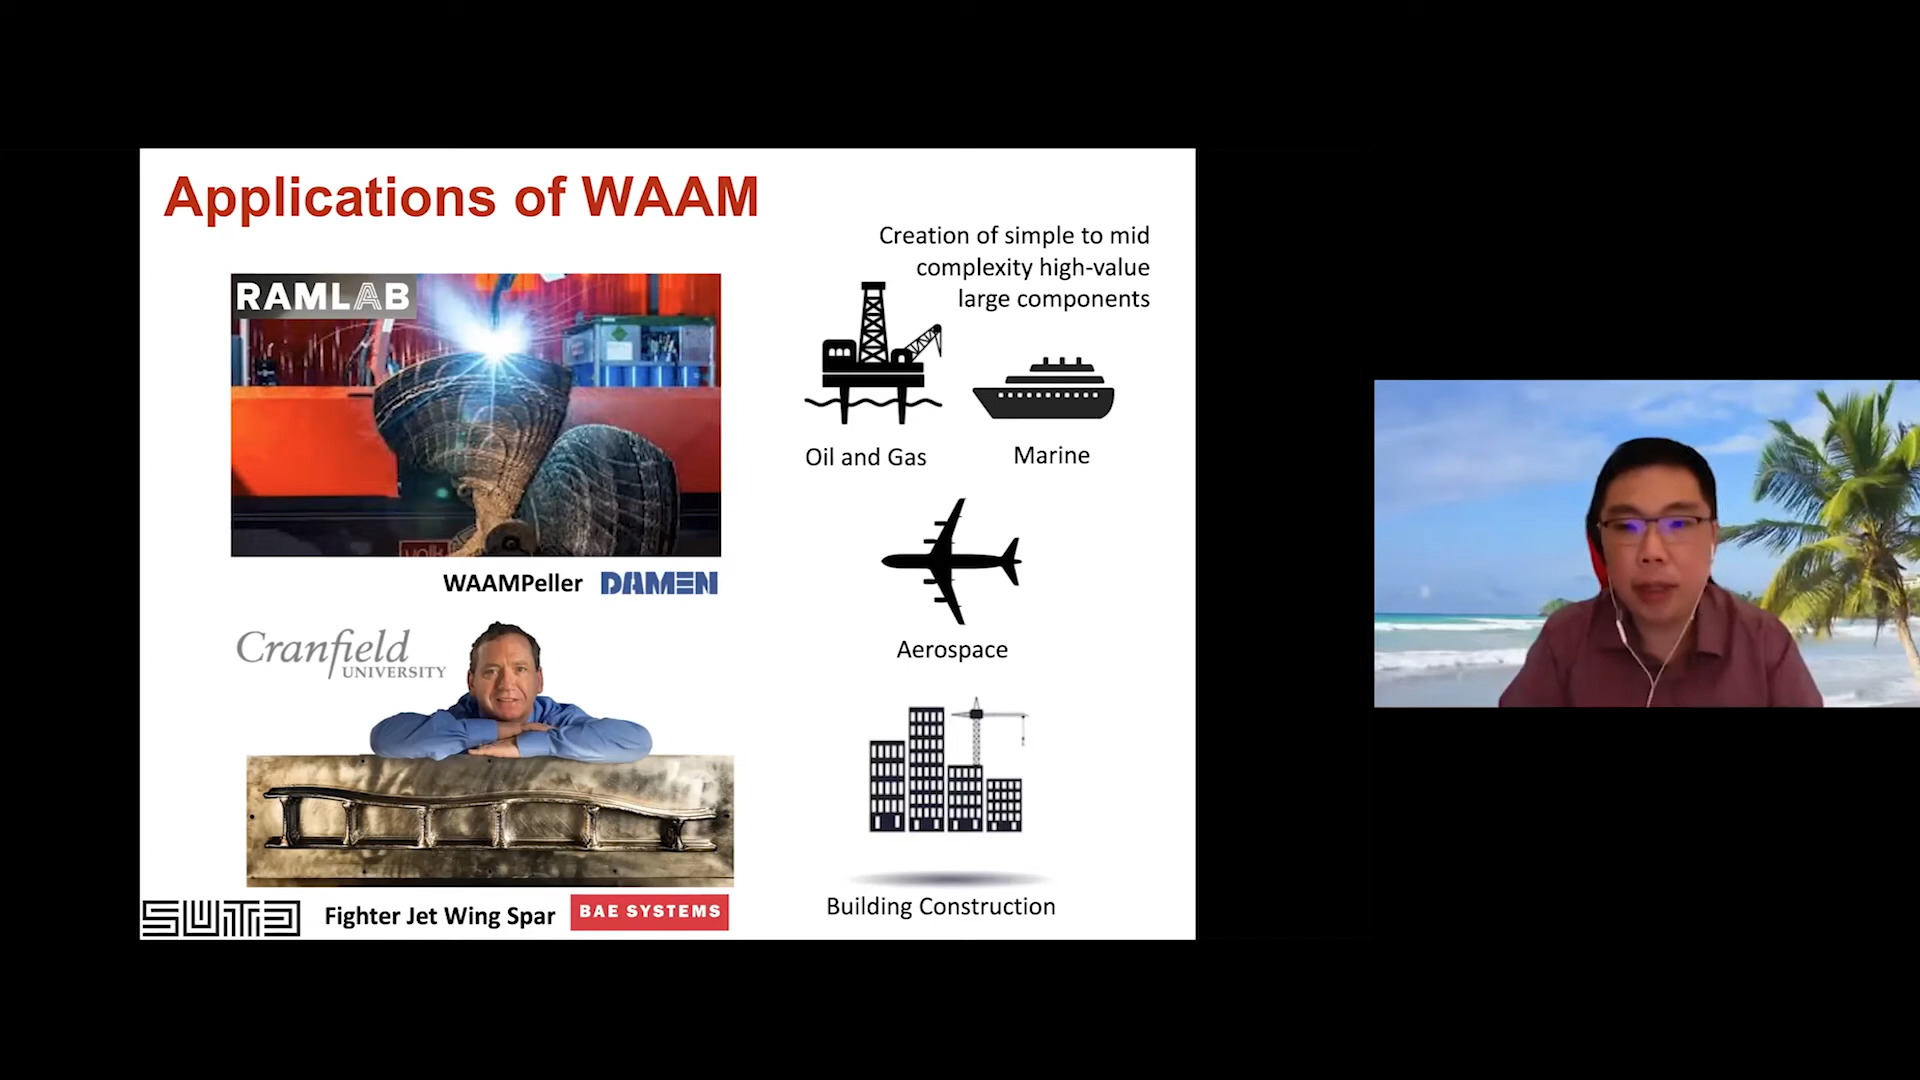 Applications of WAAM
Creation of simple to mid
complexity high-value
large components
RAMLAB
Oil and Gas
Marine
WAAMPeller DAMEN
Cranfield
UNIVERSITY
Aerospace
SUTD
Fighter Jet Wing Spar BAE SYSTEMS
Building Construction